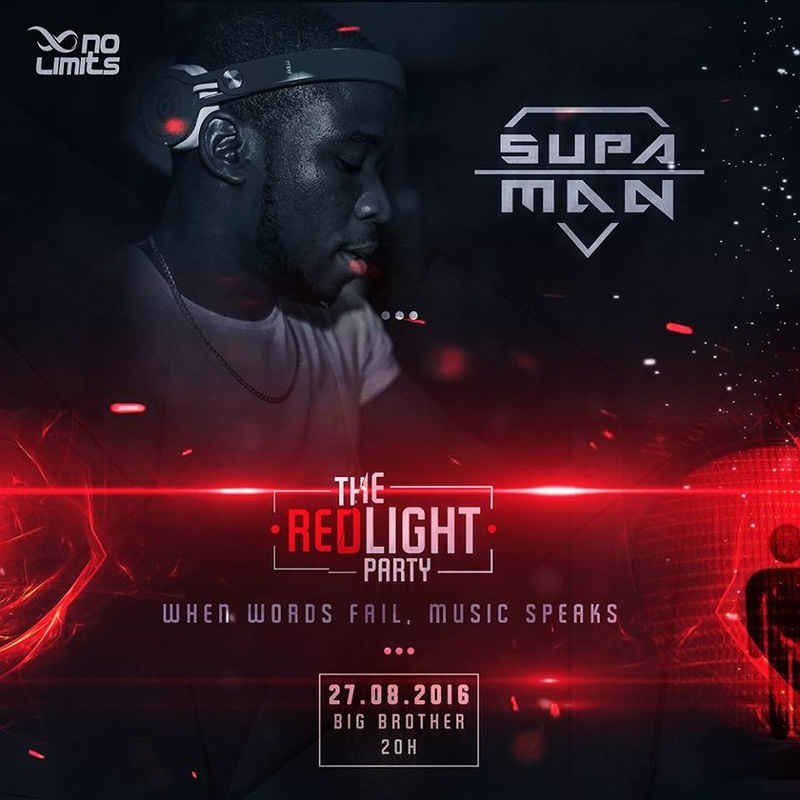 NO
LIMITS
SUPA
MAN
THE
REDLIGHT
PARTY
WHEN WORDS FAIL, MUSIC SPEAKS
27.08.2016
BIG BROTHER
20H